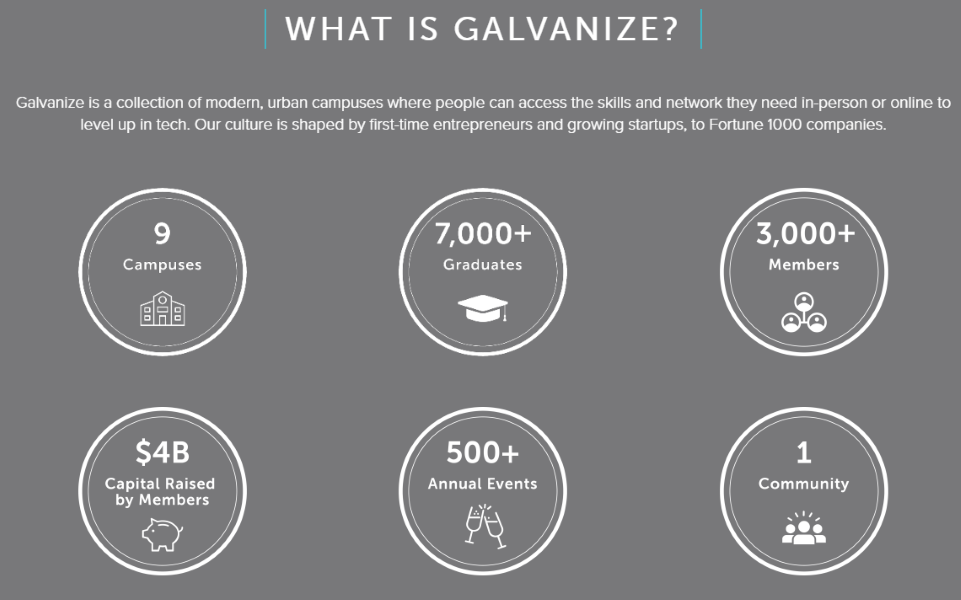 WHAT IS GALVANIZE?
Galvanize is a collection of modern, urban campuses where people can access the skills and network they need in-person or online to
level up in tech. Our culture is shaped by first-time entrepreneurs and growing startups, to Fortune 1000 companies.
9
Campuses
7,000+
Graduates
3,000+
Members
$4B
Capital Raised
by Members
500+
Annual Events
1
Community